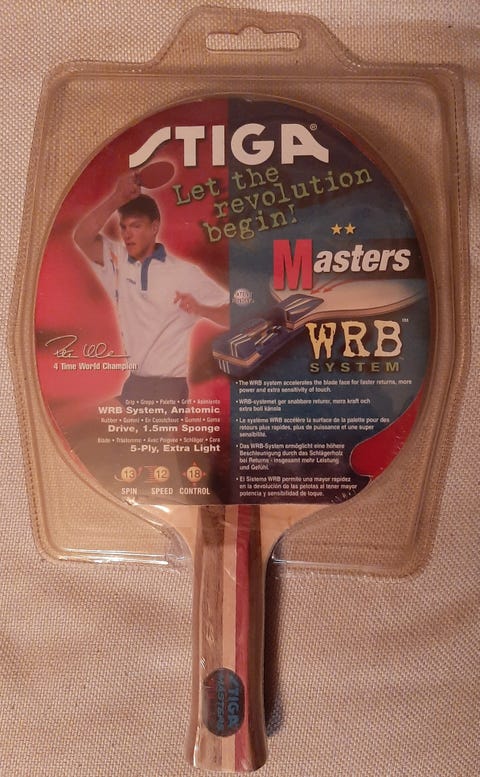 STIGA®
Let the
revolution
begin!
★★
Masters
WRB™
SYSTEM
4 Time World Champion
• The WRB system accelerates the blade face for faster returns, more
power and extra sensitivity of touch.
• WRB-systemet ger snabbare returer, mera kraft och
extra boll känsla
• Le système WRB accélère la surface de la palette pour des
retours plus rapides, plus de puissance et une super
sensibilité.
• Das WRB-System ermöglicht eine höhere
Beschleunigung durch das Schlägerholz
bei Returns - insgesamt mehr Leistung
und Gefühl.
• El Sistema WRB permite una mayor rapidez
en la devolución de las pelotas al tener mayor
potencia y sensibilidad de toque.
Grip • Grepp • Palette • Griff • Asimiento
WRB System, Anatomic
Rubber • Gummi • En Caoutchouc • Gummi • Goma
Drive, 1.5mm Sponge
Blade • Trästomme • Avec Poignée • Schläger • Cara
5-Ply, Extra Light
13 12 18
SPIN SPEED CONTROL
STIGA
MASTERS